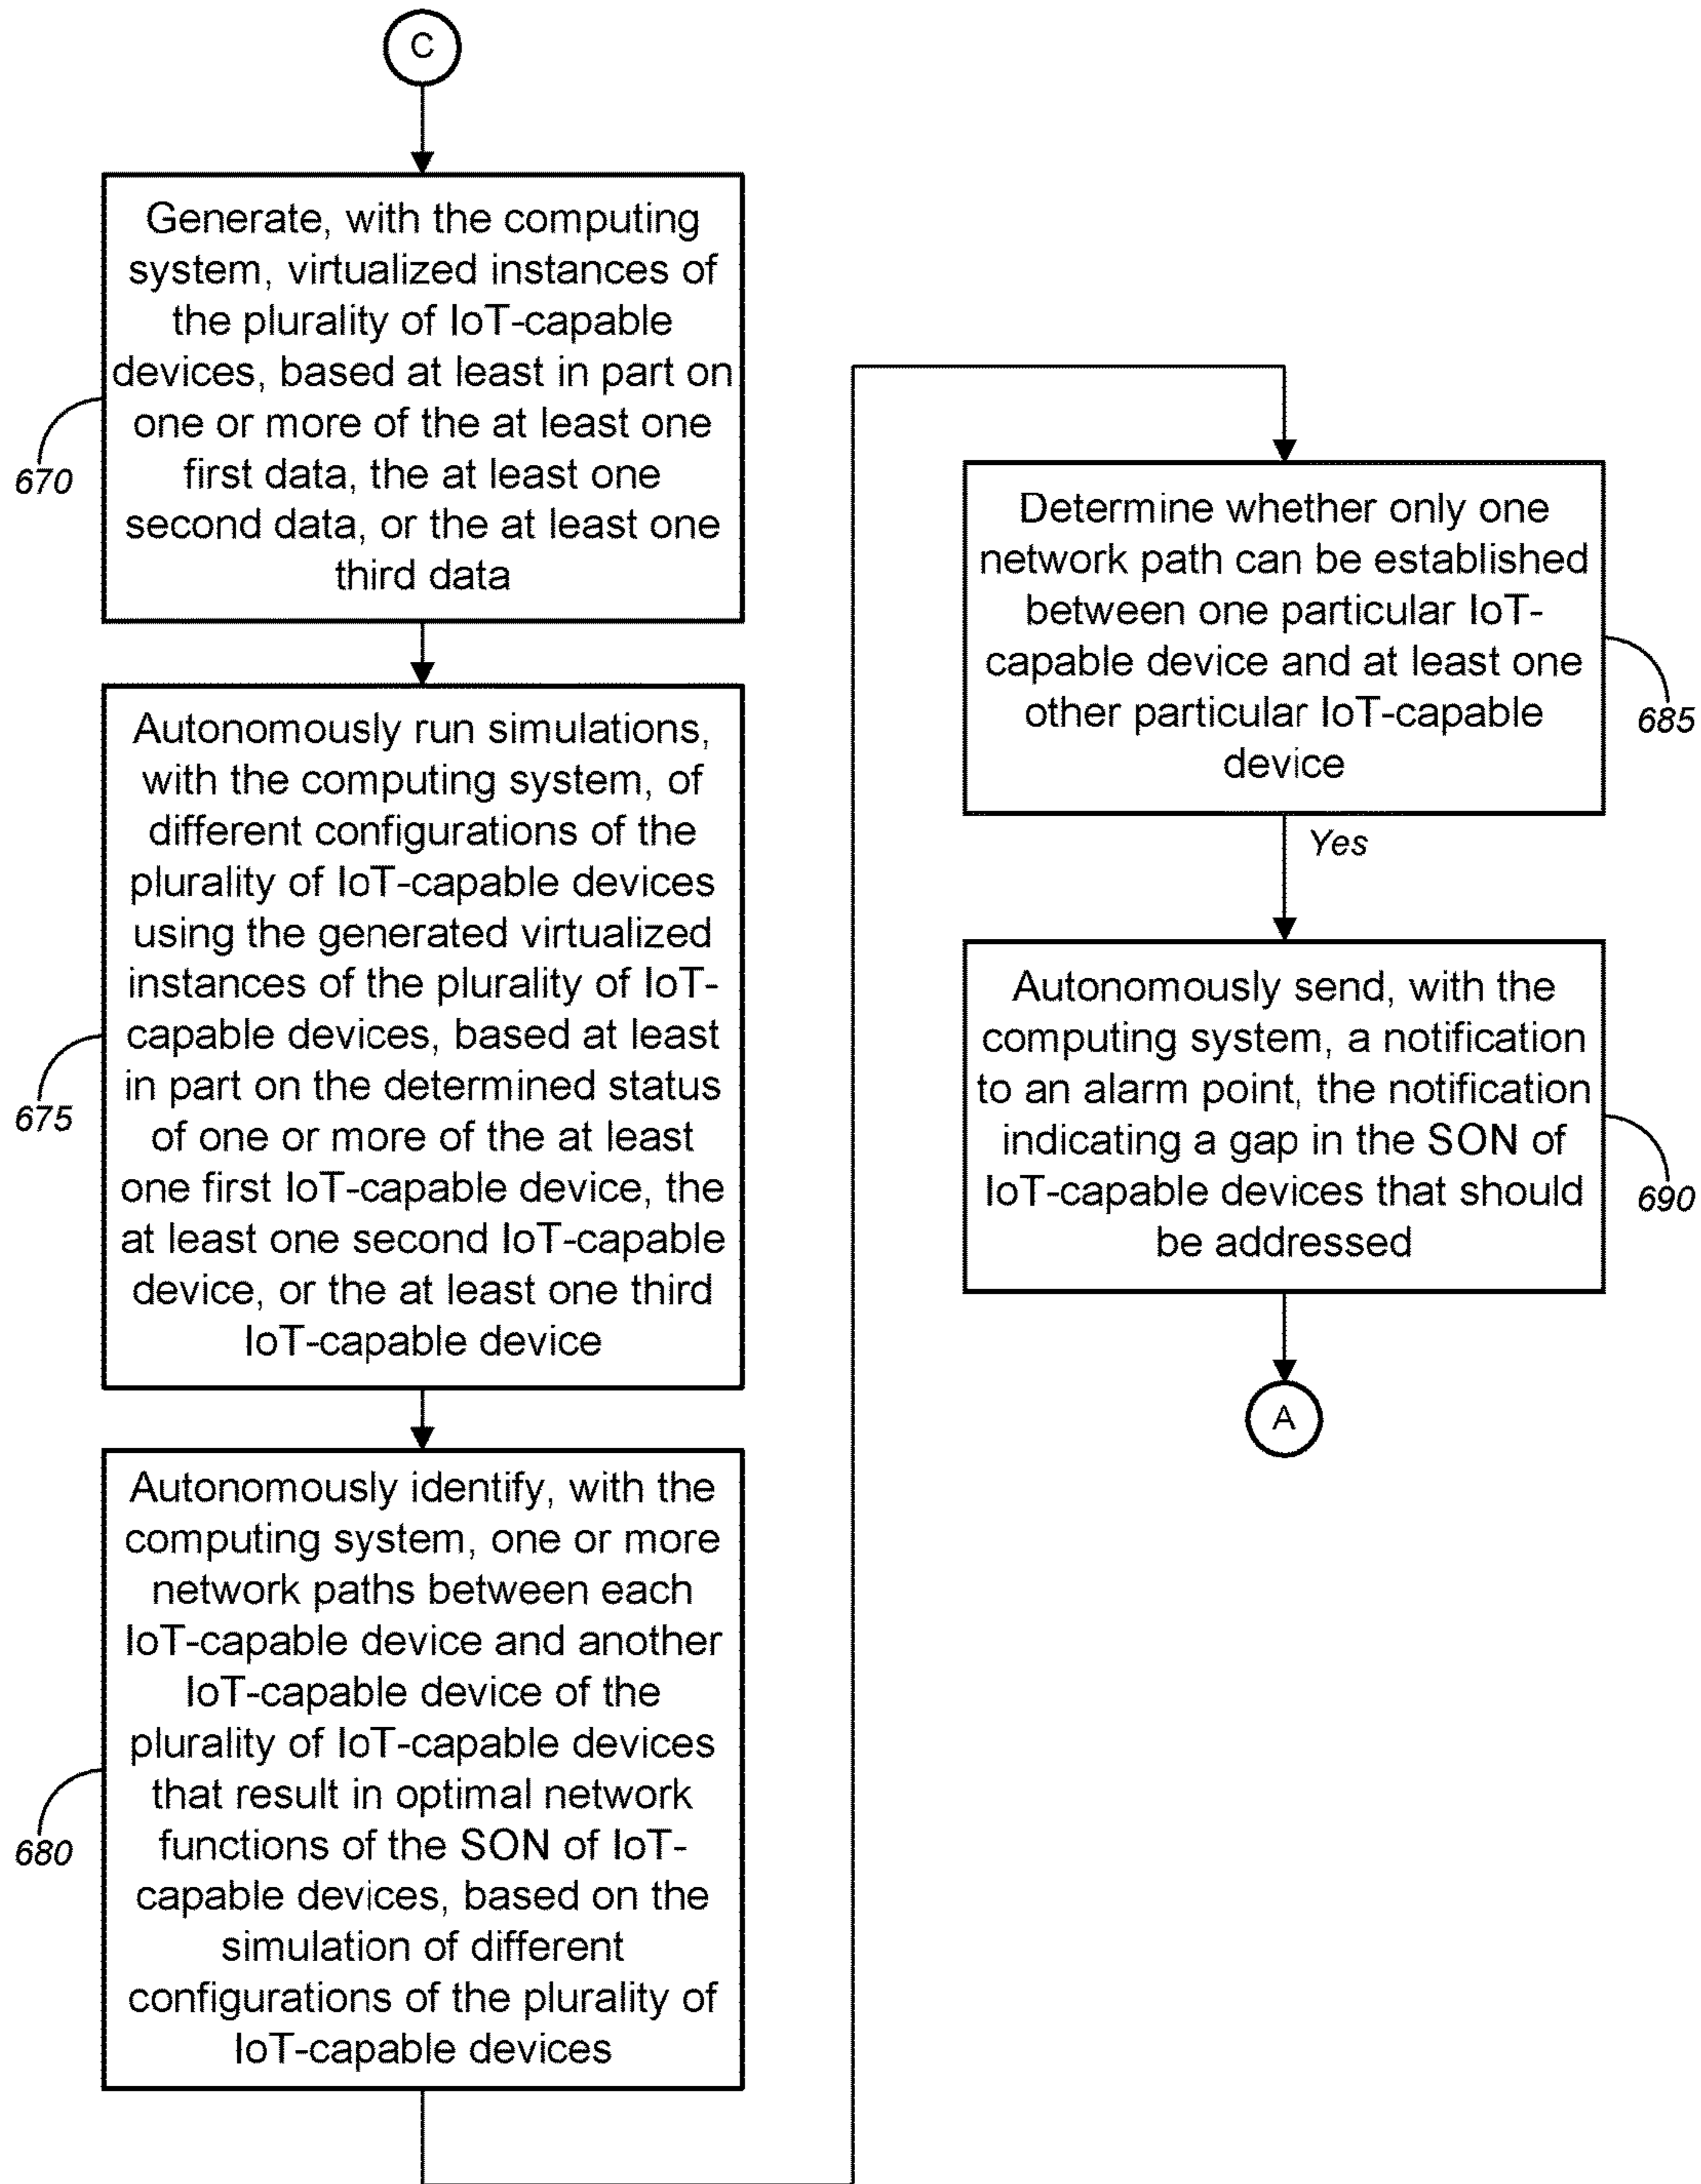 C
Generate, with the computing
system, virtualized instances of
the plurality of IoT-capable
devices, based at least in part on
one or more of the at least one
first data, the at least one
second data, or the at least one
third data
670
Autonomously run simulations,
with the computing system, of
different configurations of the
plurality of IoT-capable devices
using the generated virtualized
instances of the plurality of IoT-
capable devices, based at least
in part on the determined status
of one or more of the at least
one first IoT-capable device, the
at least one second IoT-capable
device, or the at least one third
IoT-capable device
675
Autonomously identify, with the
computing system, one or more
network paths between each
IoT-capable device and another
IoT-capable device of the
plurality of IoT-capable devices
that result in optimal network
functions of the SON of IoT-
capable devices, based on the
simulation of different
configurations of the plurality of
IoT-capable devices
680
Determine whether only one
network path can be established
between one particular IoT-
capable device and at least one
other particular IoT-capable
device
685
Yes
Autonomously send, with the
computing system, a notification
to an alarm point, the notification
indicating a gap in the SON of
IoT-capable devices that should
be addressed
690
A